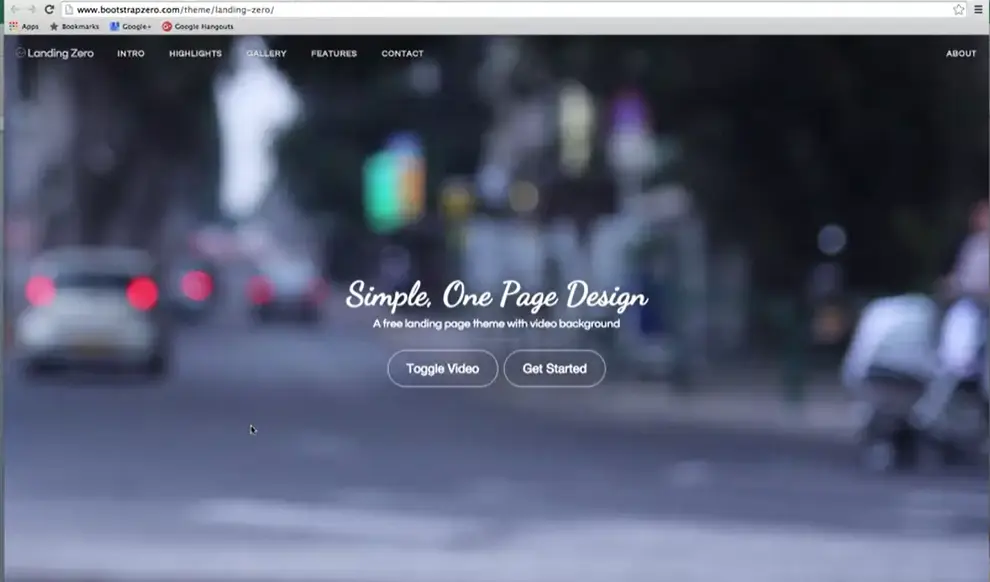 www.bootstrapzero.com/theme/landing-zero/
Apps Bookmarks Google+ Google Hangouts
Landing Zero INTRO HIGHLIGHTS GALLERY FEATURES CONTACT ABOUT
Simple, One Page Design
A free landing page theme with video background
Toggle Video Get Started